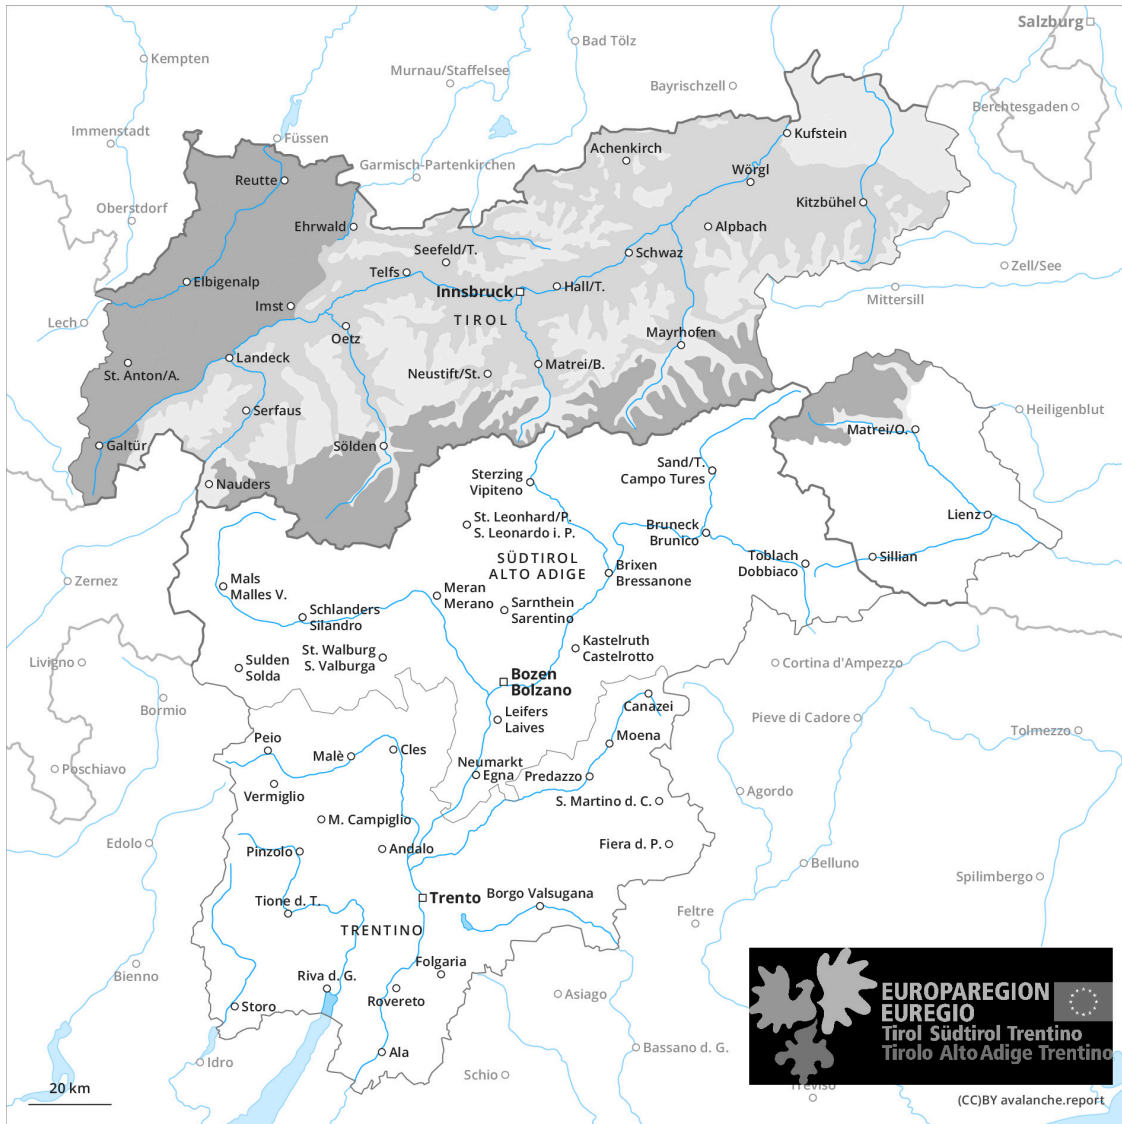 Salzburg
Bad Tölz
Kempten
Murnau/Staffelsee
Bayrischzell
Berchtesgaden
Immenstadt
Füssen
Kufstein
Achenkirch
Garmisch-Partenkirchen
Wörgl
Reutte
Kitzbühel
Oberstdorf
Ehrwald
Alpbach
Seefeld/T.
Schwaz
Zell/See
Telfs
Elbigenalp
Hall/T.
Innsbruck
Mittersill
Imst
TIROL
Lech
Mayrhofen
Oetz
Landeck
Matrei/B.
St. Anton/A.
Neustift/St.
Serfaus
Heiligenblut
Matrei/O.
Galtür
Sölden
Sand/T.
Campo Tures
Sterzing
Vipiteno
Nauders
St. Leonhard/P.
S. Leonardo i. P.
Lienz
Bruneck
Brunico
SÜDTIROL
ALTO ADIGE
Toblach
Dobbiaco
Sillian
Brixen
Bressanone
Zernez
Mals
Malles V.
Meran
Merano
Sarnthein
Sarentino
Schlanders
Silandro
Kastelruth
Castelrotto
St. Walburg
S. Valburga
Livigno
Sulden
Solda
Cortina d'Ampezzo
Bozen
Bolzano
Bormio
Canazei
Leifers
Laives
Pieve di Cadore
Tolmezzo
Peio
Moena
Malè
Cles
Neumarkt
Egna
Poschiavo
Predazzo
Vermiglio
Agordo
S. Martino d. C.
M. Campiglio
Edolo
Pinzolo
Andalo
Fiera d. P.
Belluno
Spilimbergo
Tione d. T.
Trento
Borgo Valsugana
Feltre
TRENTINO
Folgaria
Bienno
Riva d. G.
Rovereto
Asiago
Storo
EUROPAREGION
EUREGIO
Tirol Südtirol Trentino
Tirolo Alto Adige Trentino
Ala
Bassano d. G.
Idro
Schio
Treviso
20 km
(CC)BY avalanche.report